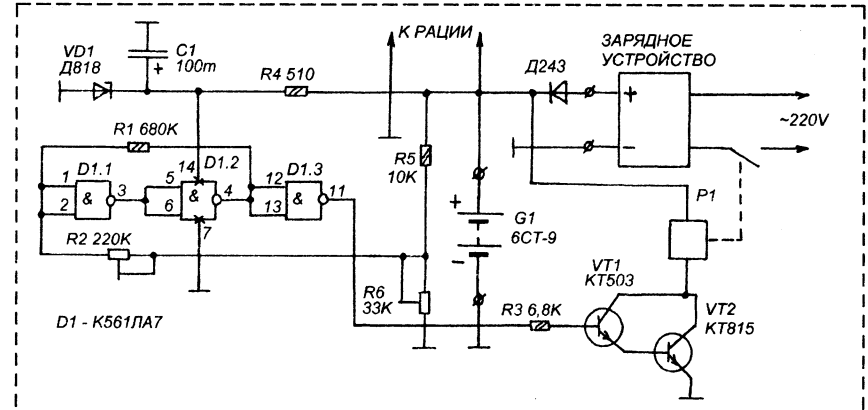 К РАЦИИ
ЗАРЯДНОЕ
УСТРОЙСТВО
VD1
Д818
C1
100m
+
R4 510
Д243
+
−
~220V
R1 680K
14
D1.1
D1.2
D1.3
R5
10K
P1
1
2
&
3
5
6
&
4
7
12
13
&
11
+
−
G1
6СТ-9
R2 220K
R6
33K
VT1
КТ503
VT2
КТ815
R3 6,8K
D1 - К561ЛА7